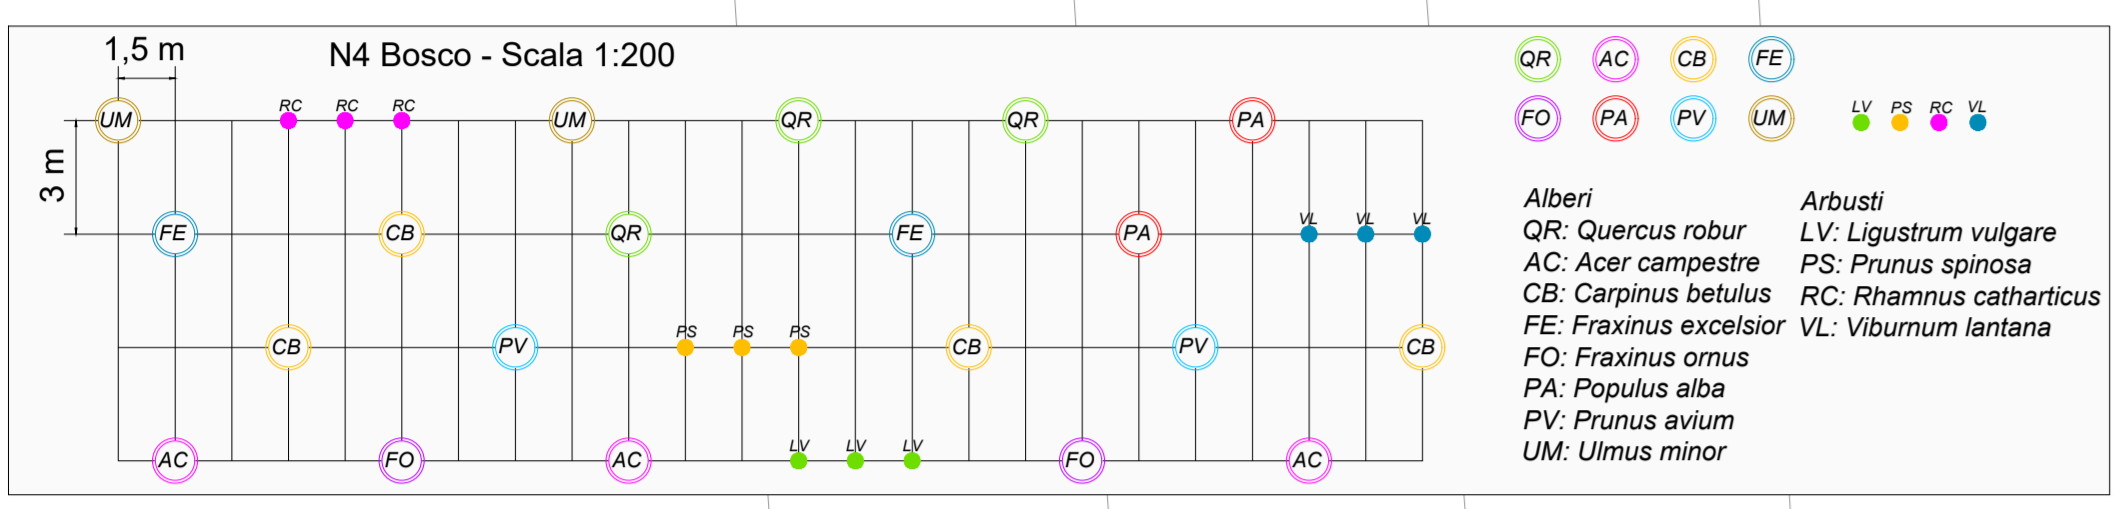 1,5 m
N4 Bosco - Scala 1:200
3 m
UM RC RC RC UM QR QR PA
FE CB QR FE PA VL VL VL
CB PV PS PS PS CB PV CB
AC FO AC LV LV LV FO AC
QR AC CB FE
FO PA PV UM
LV PS RC VL
Alberi
QR: Quercus robur
AC: Acer campestre
CB: Carpinus betulus
FE: Fraxinus excelsior
FO: Fraxinus ornus
PA: Populus alba
PV: Prunus avium
UM: Ulmus minor
Arbusti
LV: Ligustrum vulgare
PS: Prunus spinosa
RC: Rhamnus catharticus
VL: Viburnum lantana